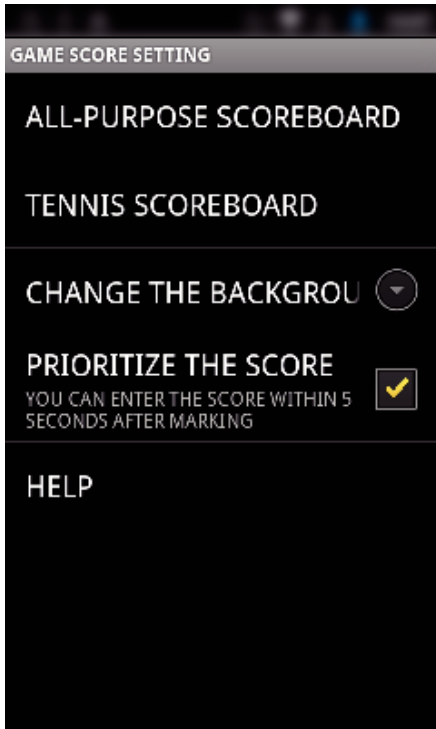 GAME SCORE SETTING
ALL-PURPOSE SCOREBOARD
TENNIS SCOREBOARD
CHANGE THE BACKGROU
PRIORITIZE THE SCORE
YOU CAN ENTER THE SCORE WITHIN 5
SECONDS AFTER MARKING
HELP